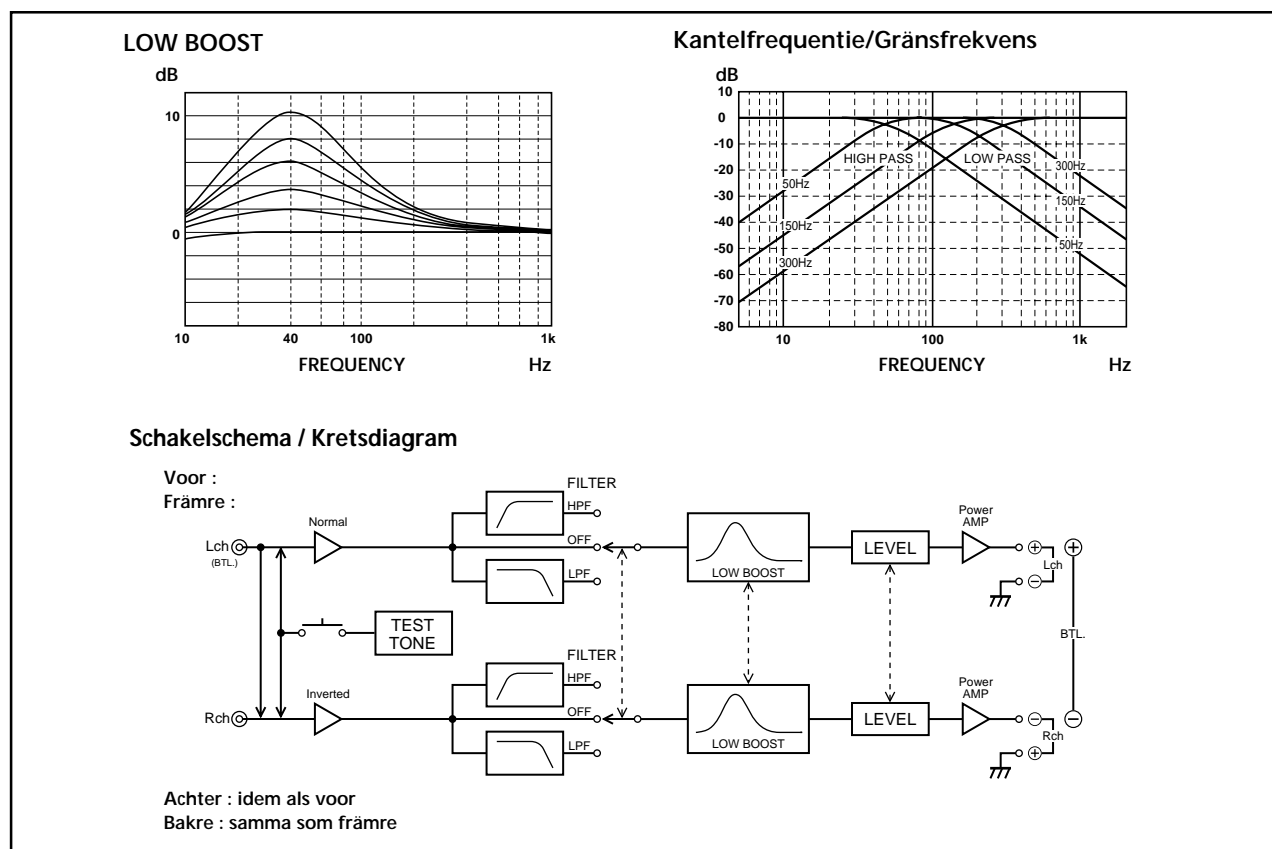 LOW BOOST
dB
10
0
10
40
100
1k
FREQUENCY
Hz
Kantelfrequentie/Gränsfrekvens
dB
10
0
-10
-20
-30
-40
-50
-60
-70
-80
HIGH PASS
LOW PASS
50Hz
150Hz
300Hz
300Hz
150Hz
50Hz
10
100
1k
FREQUENCY
Hz
Schakelschema / Kretsdiagram
Voor :
Främre :
Lch
(BTL.)
Normal
FILTER
HPF
OFF
LPF
LOW BOOST
LEVEL
Power
AMP
Lch
TEST
TONE
BTL.
Rch
Inverted
FILTER
HPF
OFF
LPF
LOW BOOST
LEVEL
Power
AMP
Rch
Achter : idem als voor
Bakre : samma som främre